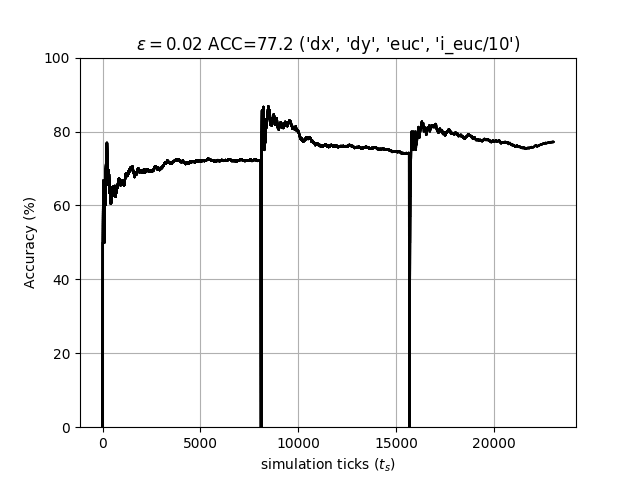 ε = 0.02 ACC=77.2 ('dx', 'dy', 'euc', 'i_euc/10')
100
80
60
40
20
0
Accuracy (%)
0 5000 10000 15000 20000
simulation ticks (tₛ)